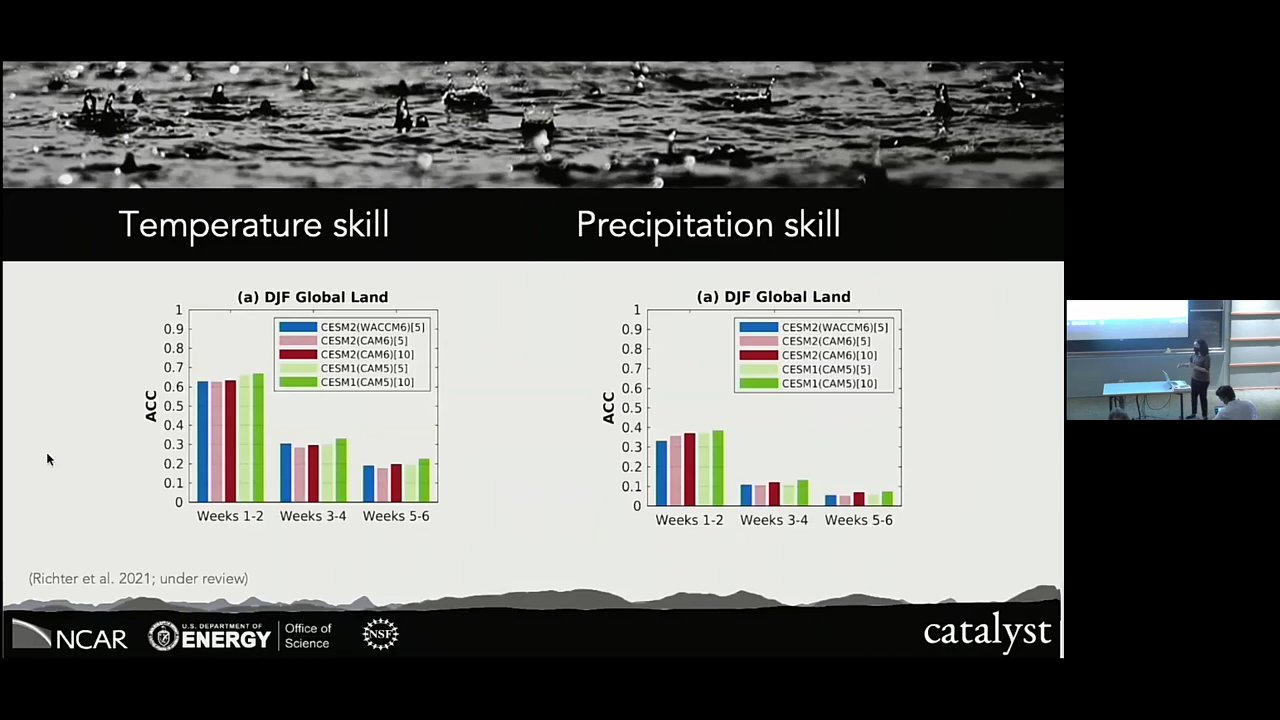 Temperature skill
Precipitation skill
(a) DJF Global Land
1
0.9
0.8
0.7
0.6
0.5
0.4
0.3
0.2
0.1
0
ACC
CESM2(WACCM6)[5]
CESM2(CAM6)[5]
CESM2(CAM6)[10]
CESM1(CAM5)[5]
CESM1(CAM5)[10]
Weeks 1-2 Weeks 3-4 Weeks 5-6
(a) DJF Global Land
1
0.9
0.8
0.7
0.6
0.5
0.4
0.3
0.2
0.1
0
ACC
CESM2(WACCM6)[5]
CESM2(CAM6)[5]
CESM2(CAM6)[10]
CESM1(CAM5)[5]
CESM1(CAM5)[10]
Weeks 1-2 Weeks 3-4 Weeks 5-6
(Richter et al. 2021; under review)
NCAR
U.S. DEPARTMENT OF
ENERGY
Office of
Science
NSF
catalyst